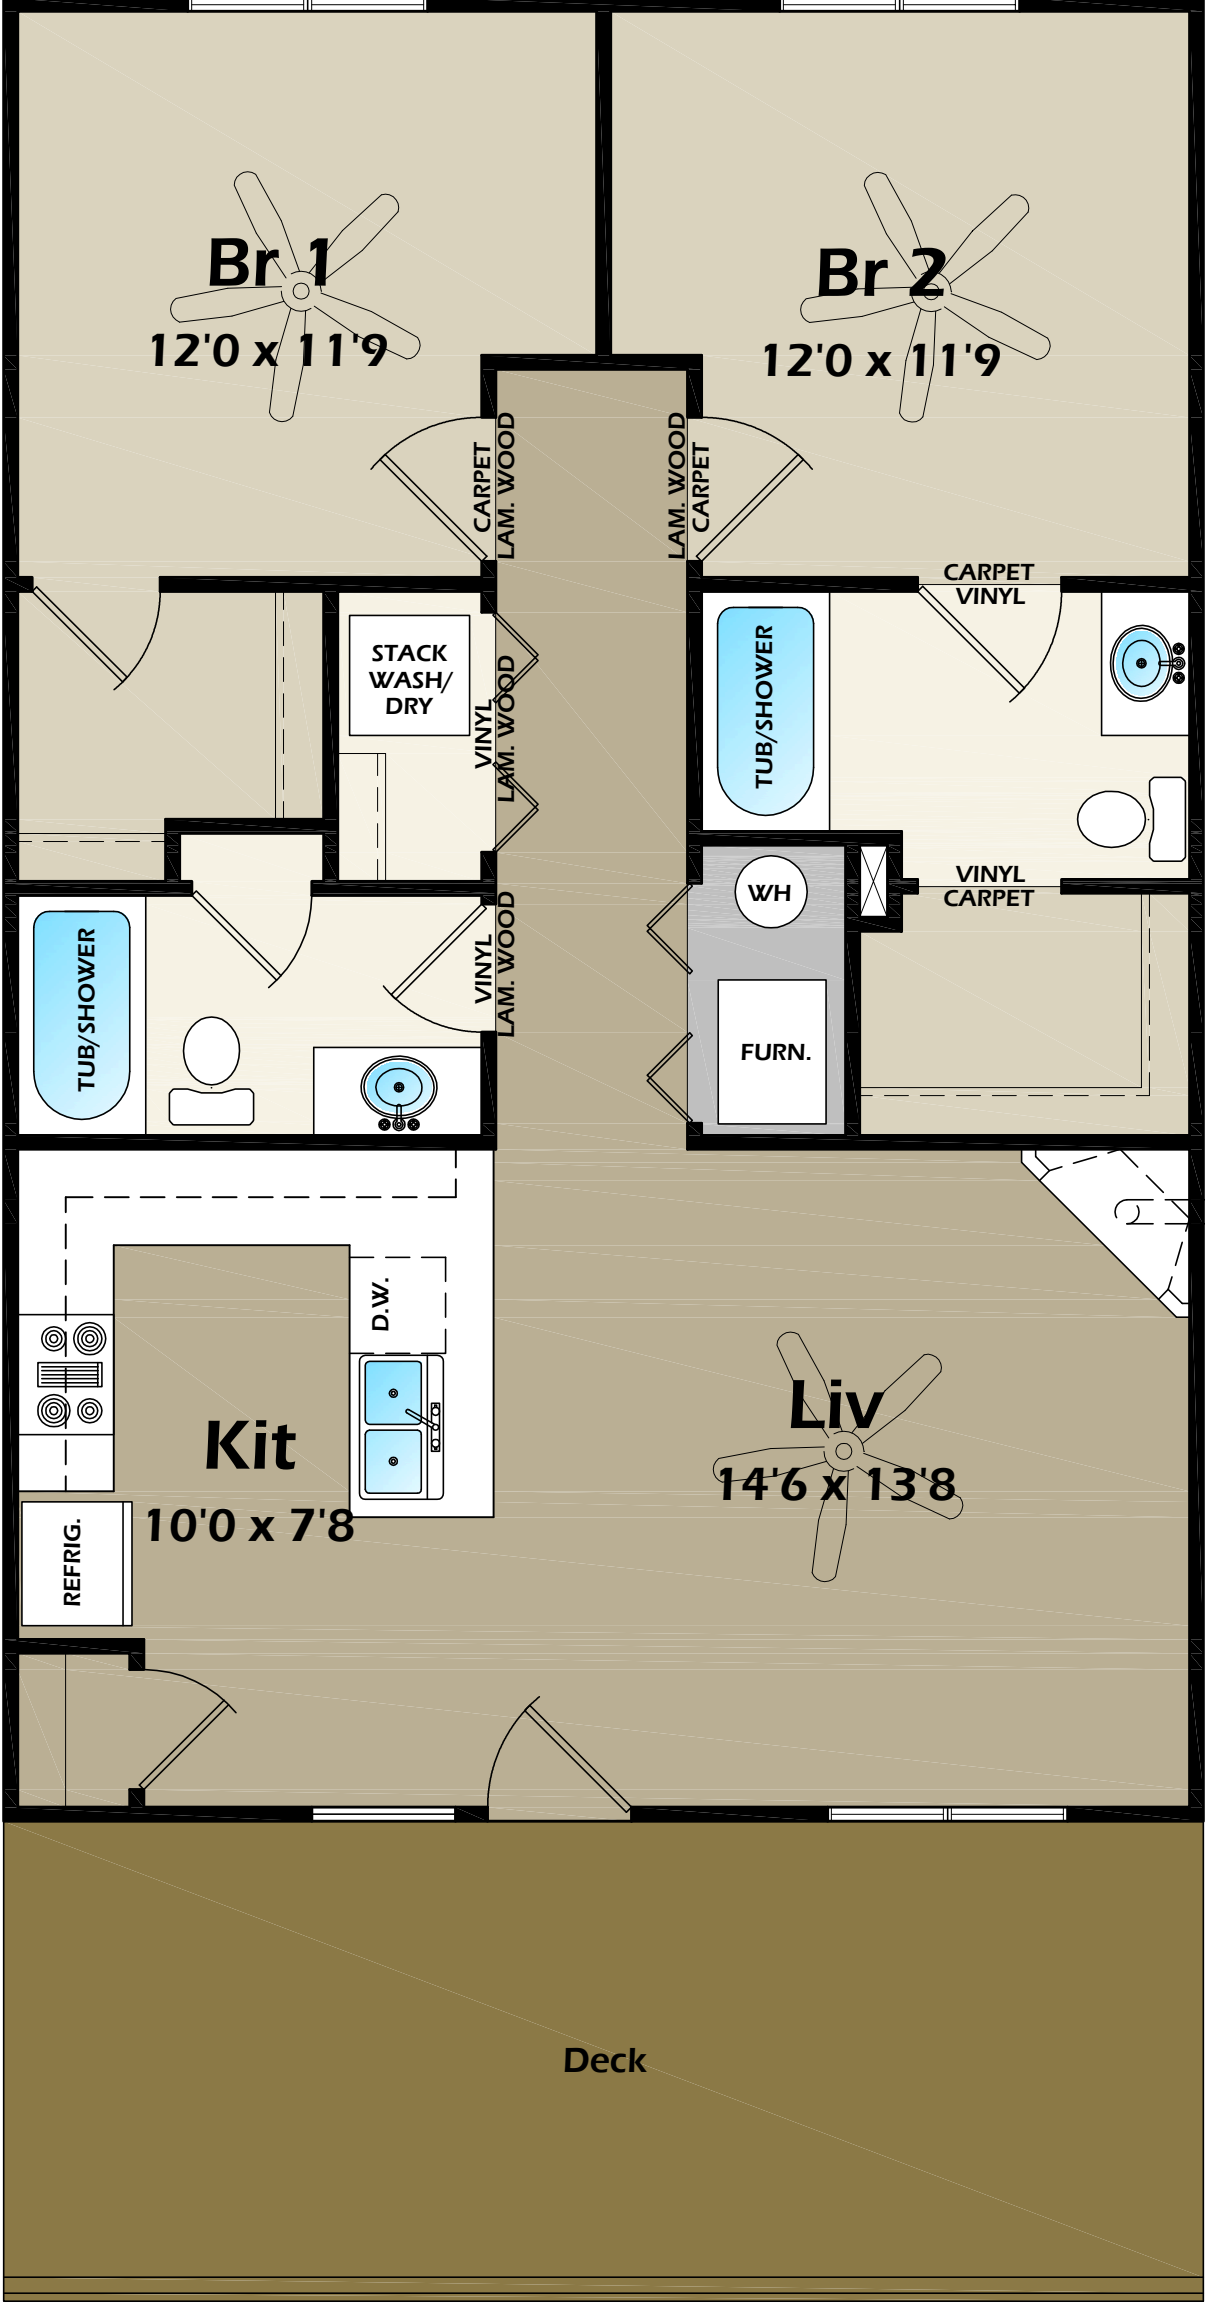 Br 1
12'0 x 11'9
Br 2
12'0 x 11'9
CARPET
LAM. WOOD
LAM. WOOD
CARPET
CARPET
VINYL
STACK
WASH/
DRY
VINYL
LAM. WOOD
TUB/SHOWER
VINYL
CARPET
WH
TUB/SHOWER
VINYL
LAM. WOOD
FURN.
D.W.
Kit
10'0 x 7'8
Liv
14'6 x 13'8
REFRIG.
Deck